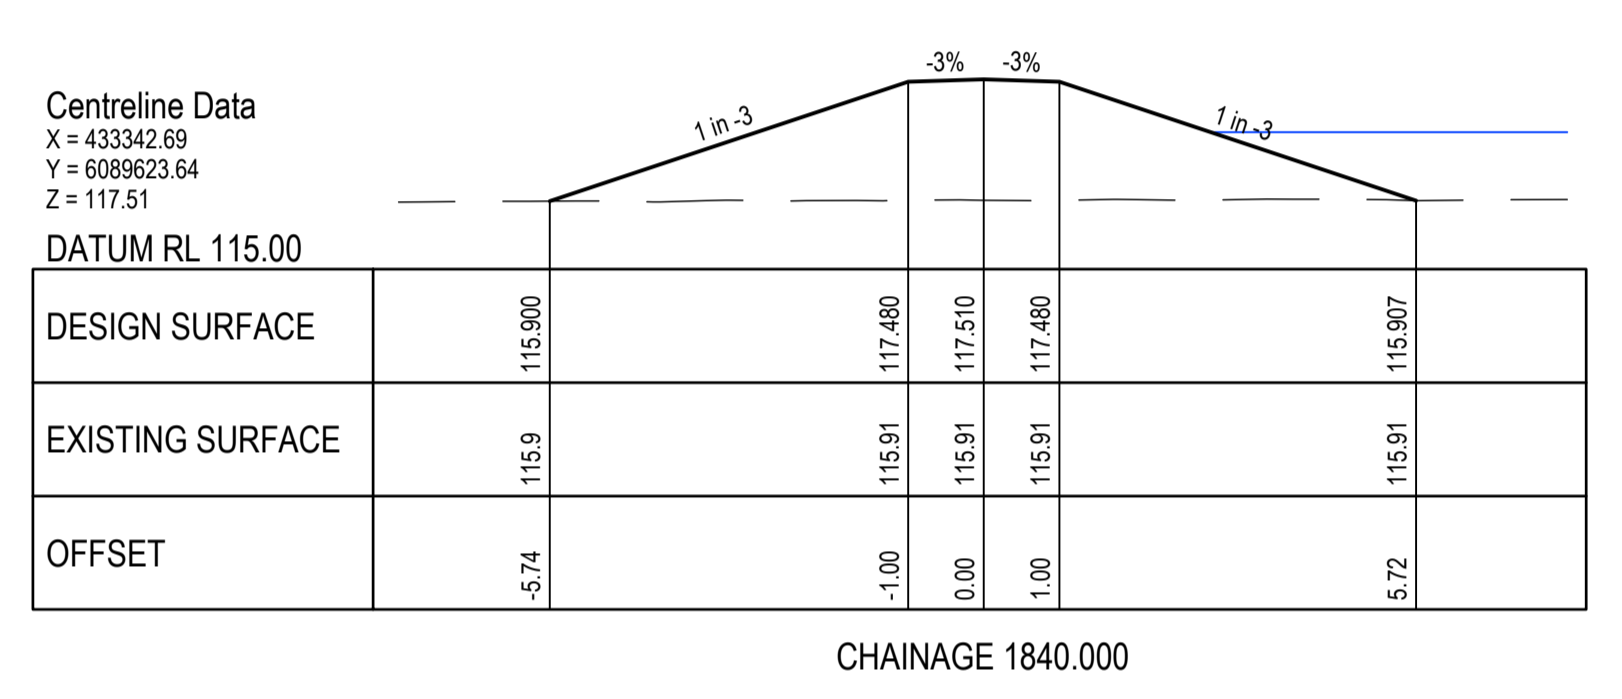 -3% -3%
1 in -3 1 in -3
Centreline Data
X = 433342.69
Y = 6089623.64
Z = 117.51
DATUM RL 115.00
DESIGN SURFACE 115.900 117.480 117.510 117.480 115.907
EXISTING SURFACE 115.9 115.91 115.91 115.91 115.91
OFFSET -5.74 -1.00 0.00 1.00 5.72
CHAINAGE 1840.000